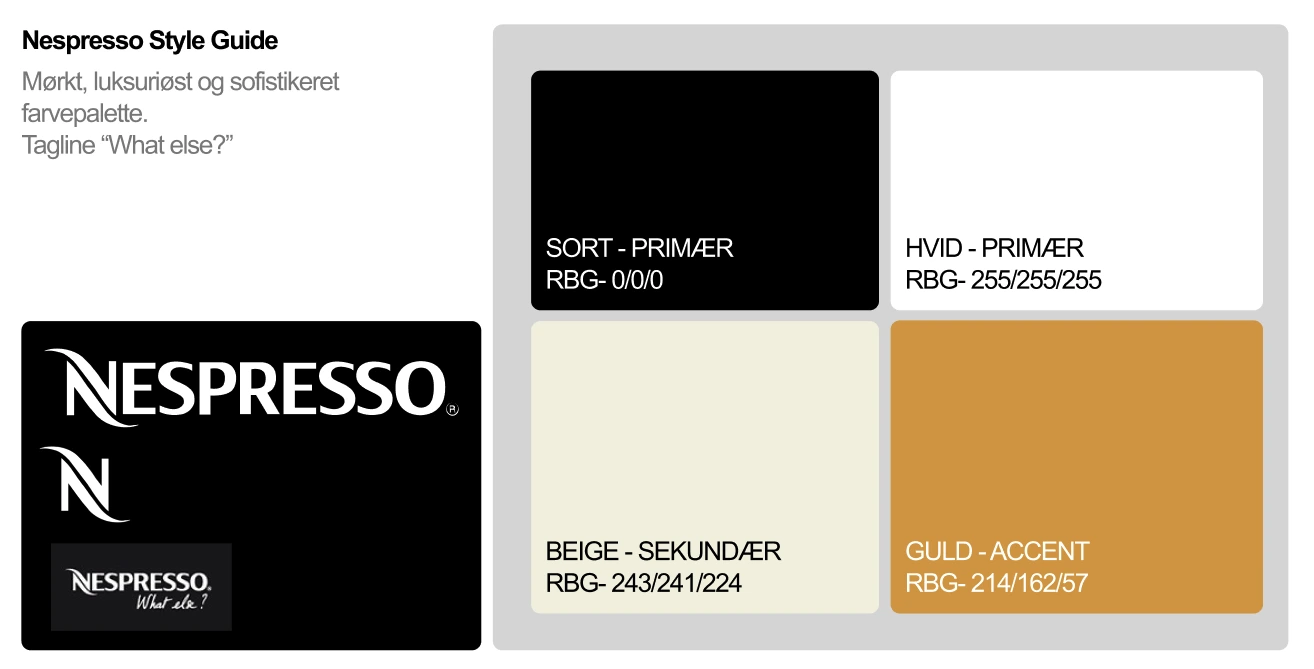 Nespresso Style Guide
Mørkt, luksuriøst og sofistikeret
farvepalette.
Tagline “What else?”
NESPRESSO®
N
NESPRESSO®
What else?
SORT - PRIMÆR
RBG- 0/0/0
HVID - PRIMÆR
RBG- 255/255/255
BEIGE - SEKUNDÆR
RBG- 243/241/224
GULD - ACCENT
RBG- 214/162/57